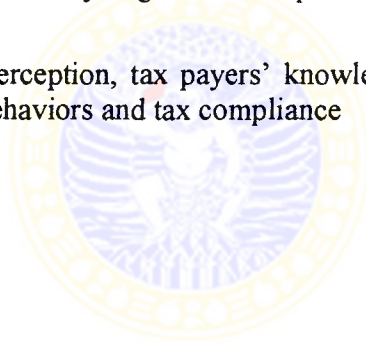 erception, tax payers' knowle
ehaviors and tax compliance